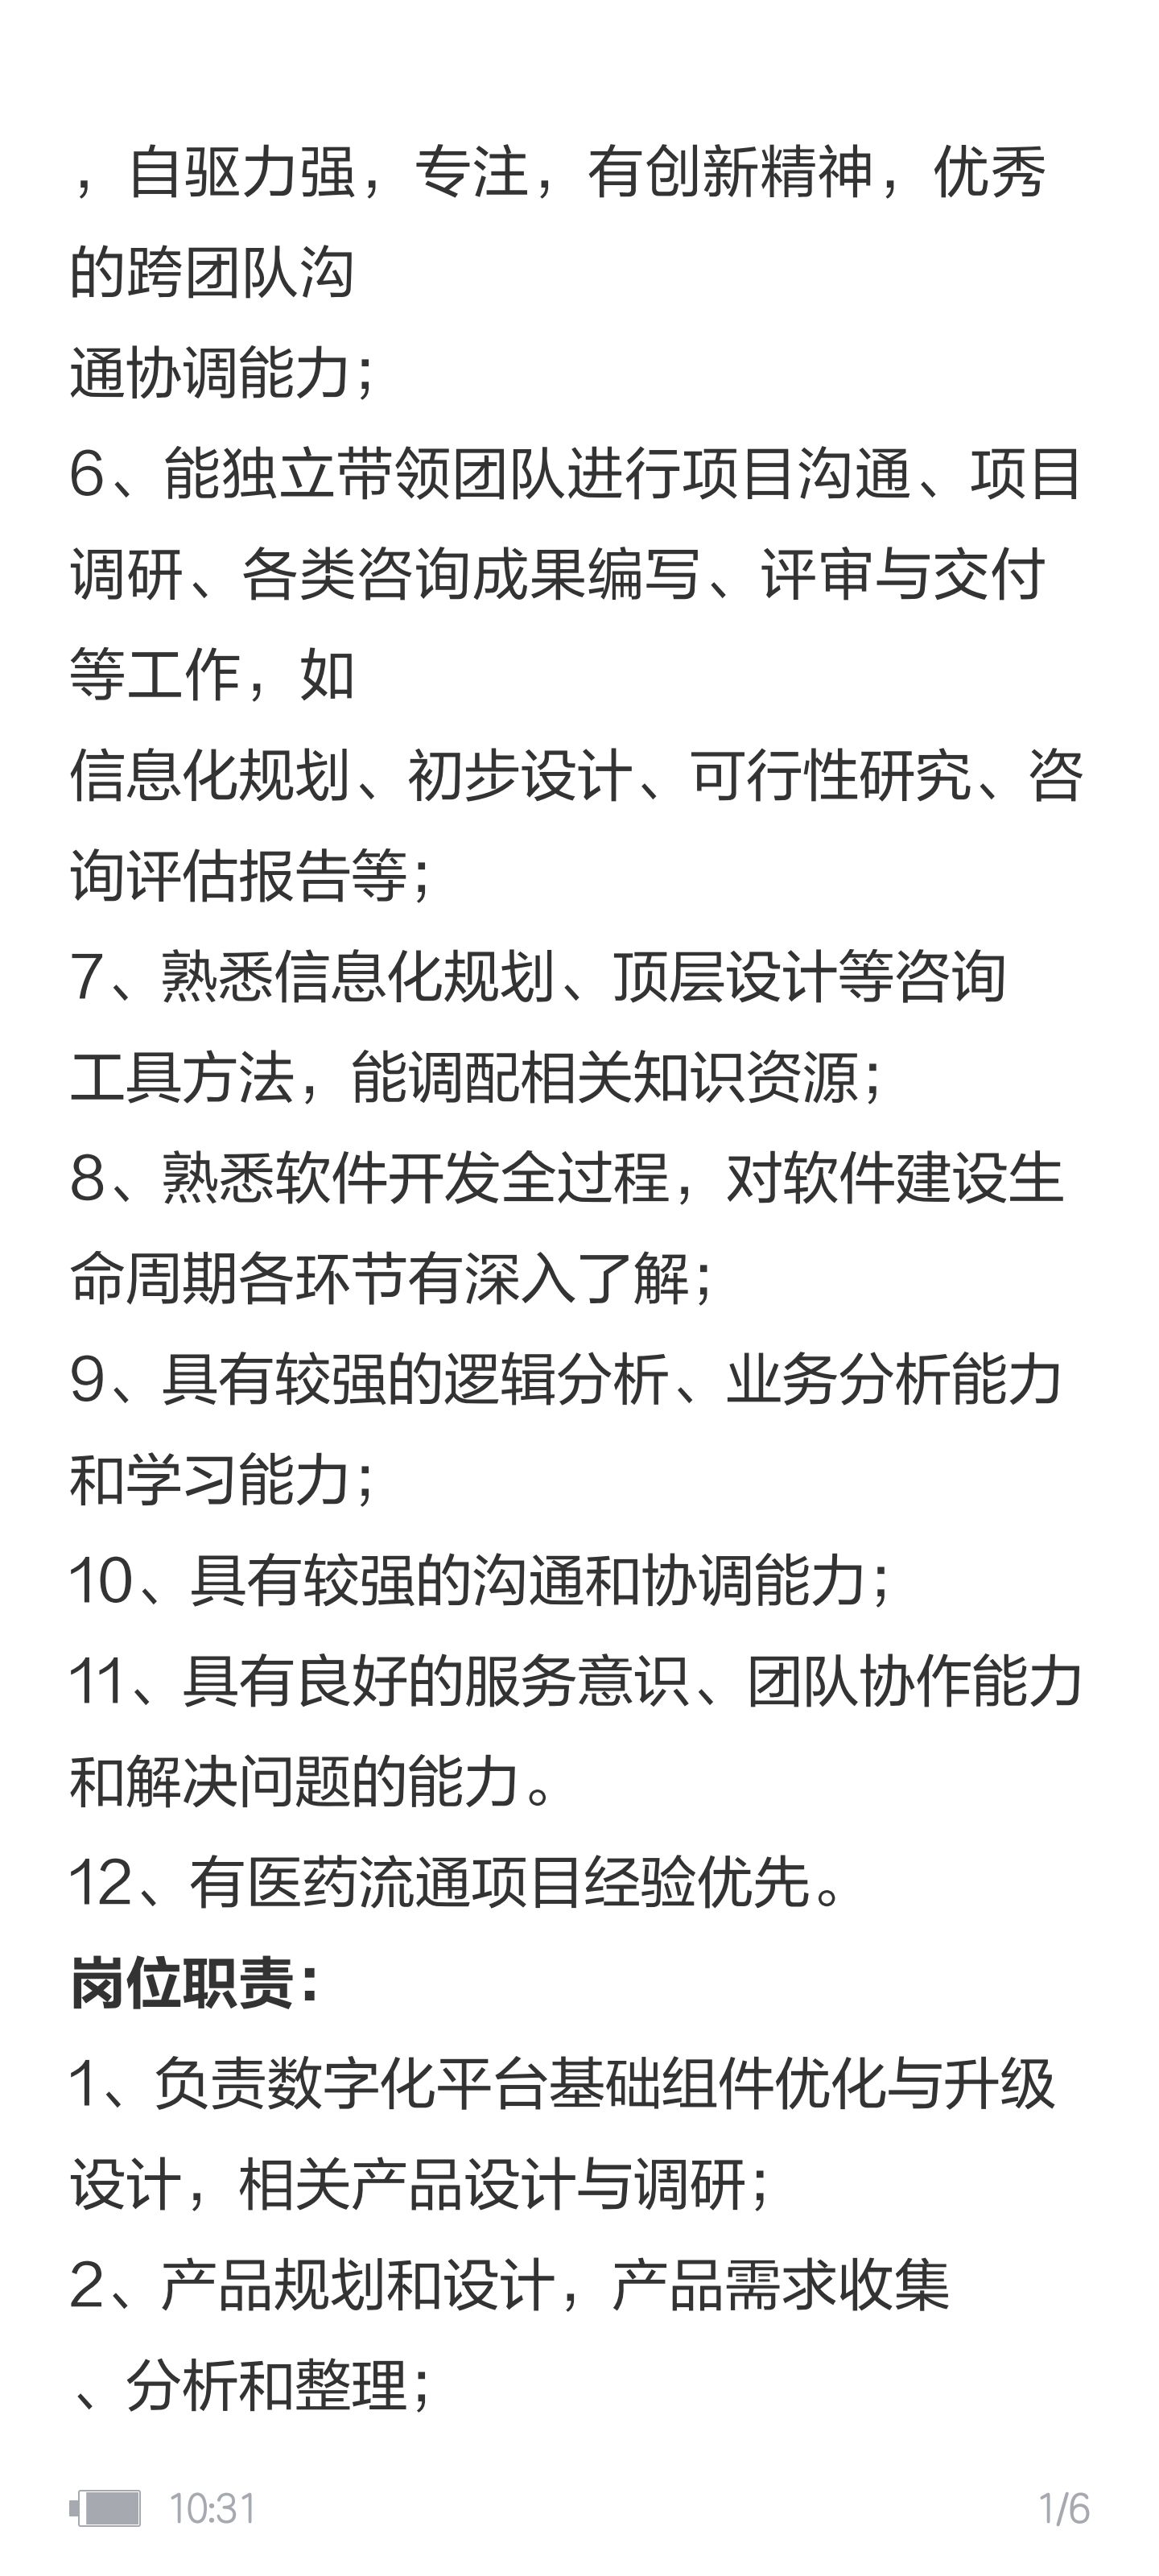 ，自驱力强，专注，有创新精神，优秀
的跨团队沟
通协调能力；
6、能独立带领团队进行项目沟通、项目
调研、各类咨询成果编写、评审与交付
等工作，如
信息化规划、初步设计、可行性研究、咨
询评估报告等；
7、熟悉信息化规划、顶层设计等咨询
工具方法，能调配相关知识资源；
8、熟悉软件开发全过程，对软件建设生
命周期各环节有深入了解；
9、具有较强的逻辑分析、业务分析能力
和学习能力；
10、具有较强的沟通和协调能力；
11、具有良好的服务意识、团队协作能力
和解决问题的能力。
12、有医药流通项目经验优先。
岗位职责：
1、负责数字化平台基础组件优化与升级
设计，相关产品设计与调研；
2、产品规划和设计，产品需求收集
、分析和整理；
10:31 1/6